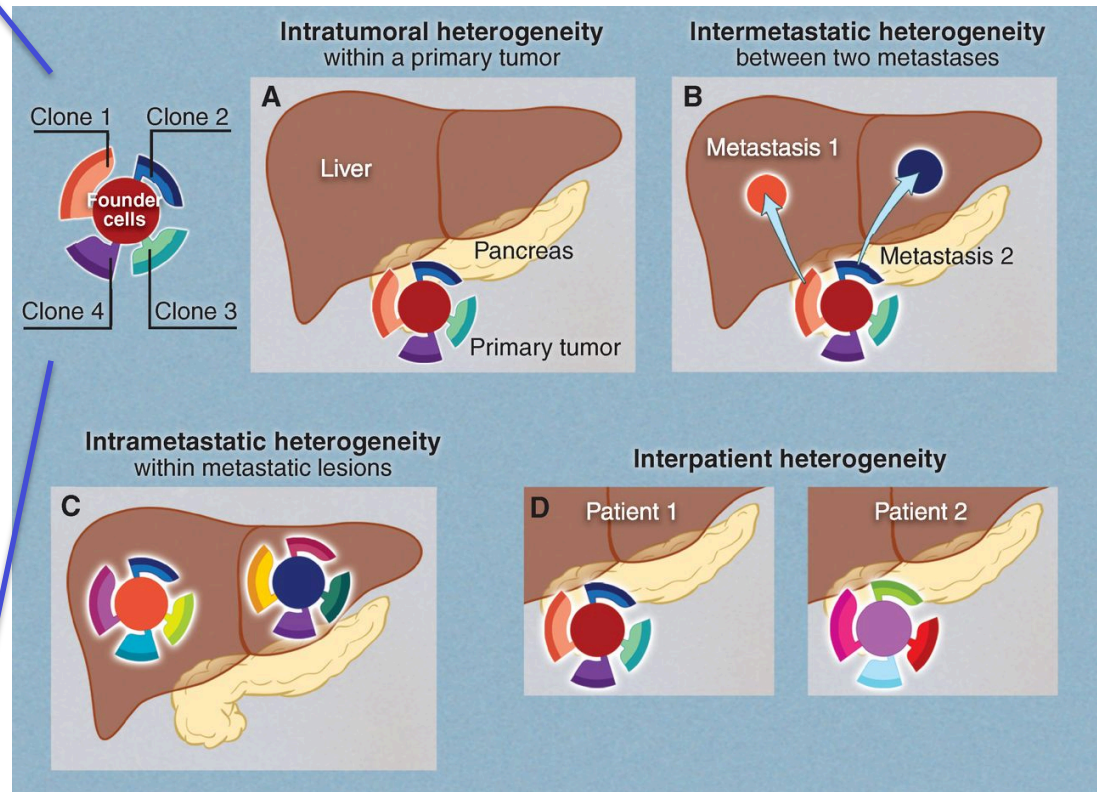 Intratumoral heterogeneity
within a primary tumor
Intermetastatic heterogeneity
between two metastases
Clone 1
Clone 2
Founder
cells
Clone 4
Clone 3
A
Liver
Pancreas
Primary tumor
B
Metastasis 1
Metastasis 2
Intrametastatic heterogeneity
within metastatic lesions
Interpatient heterogeneity
C
D
Patient 1
Patient 2